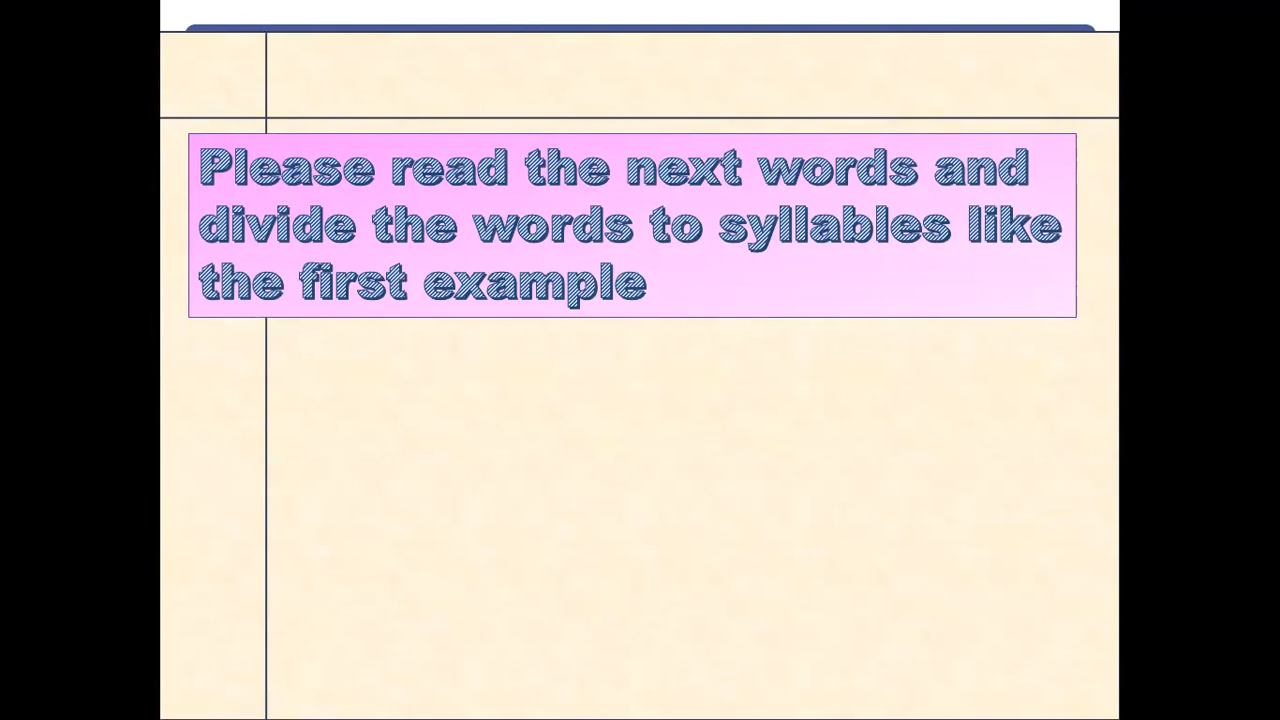 Please read the next words and
divide the words to syllables like
the first example